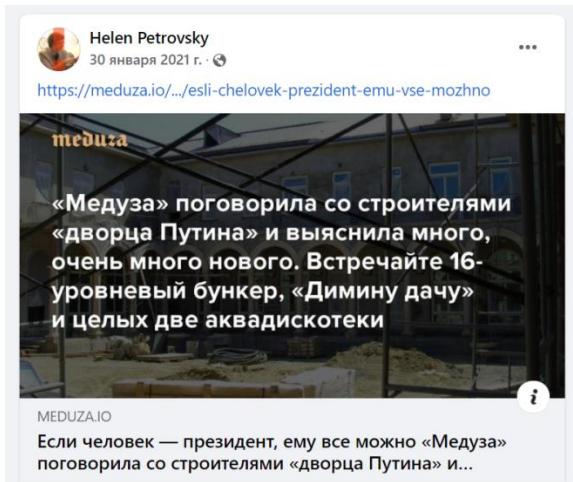 Helen Petrovsky
30 января 2021 г. ·
https://meduza.io/.../esli-chelovek-prezident-emu-vse-mozhno
meduza
«Медуза» поговорила со строителями
«дворца Путина» и выяснила много,
очень много нового. Встречайте 16-
уровневый бункер, «Димину дачу»
и целых две аквадискотеки
i
MEDUZA.IO
Если человек — президент, ему все можно «Медуза»
поговорила со строителями «дворца Путина» и...